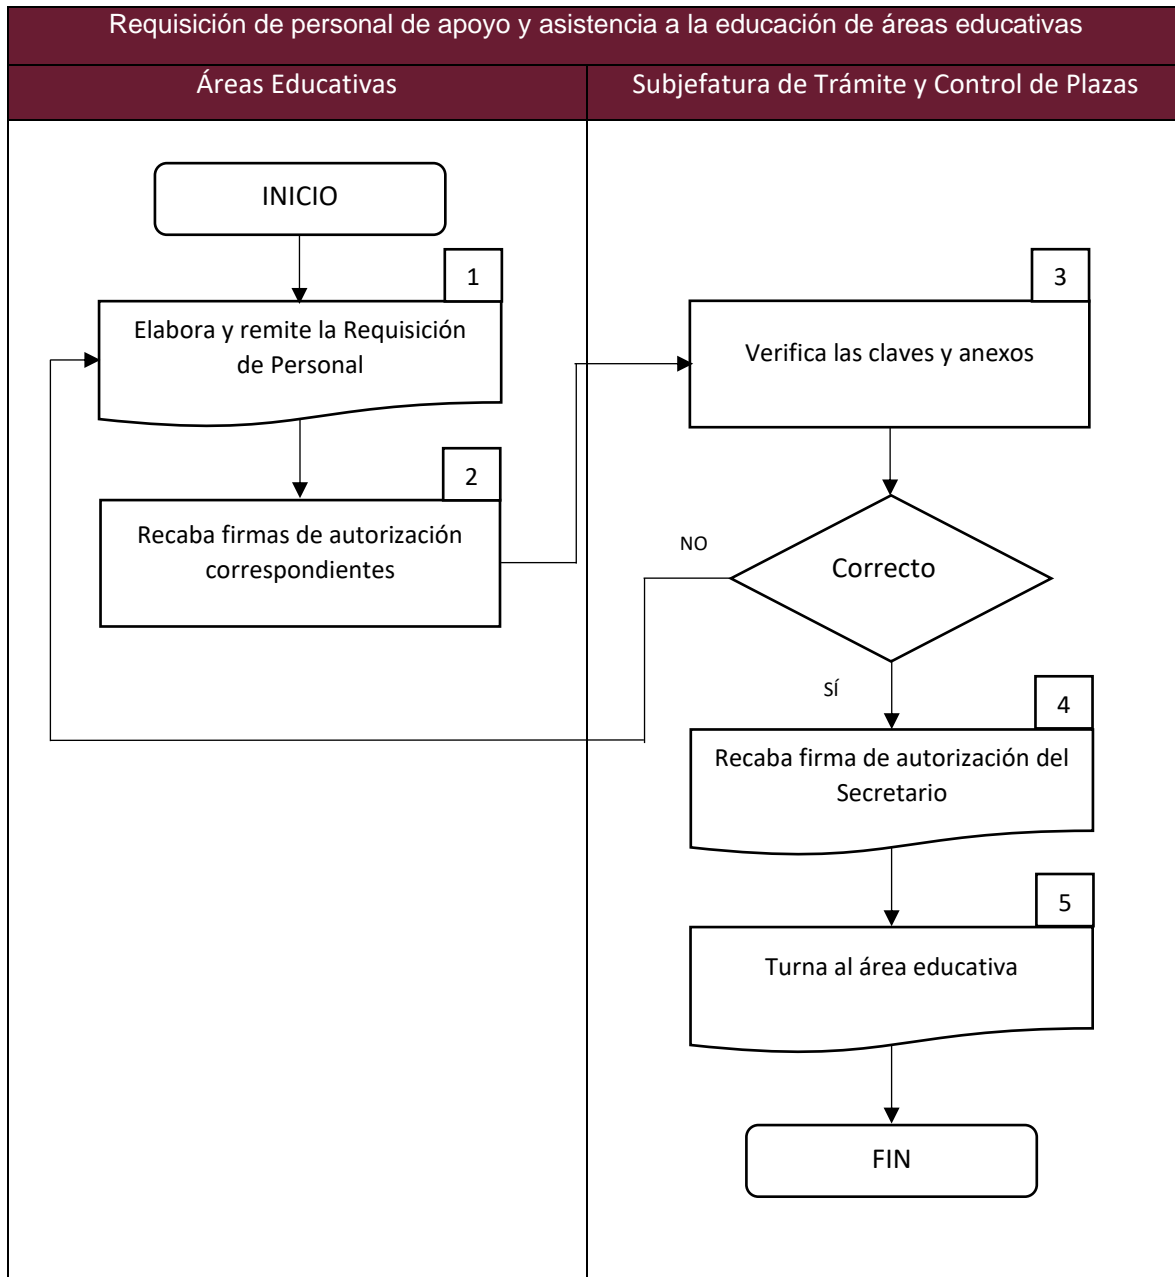 Requisición de personal de apoyo y asistencia a la educación de áreas educativas
Áreas Educativas
Subjefatura de Trámite y Control de Plazas
INICIO
1
Elabora y remite la Requisición
de Personal
2
Recaba firmas de autorización
correspondientes
3
Verifica las claves y anexos
NO
Correcto
SÍ
4
Recaba firma de autorización del
Secretario
5
Turna al área educativa
FIN